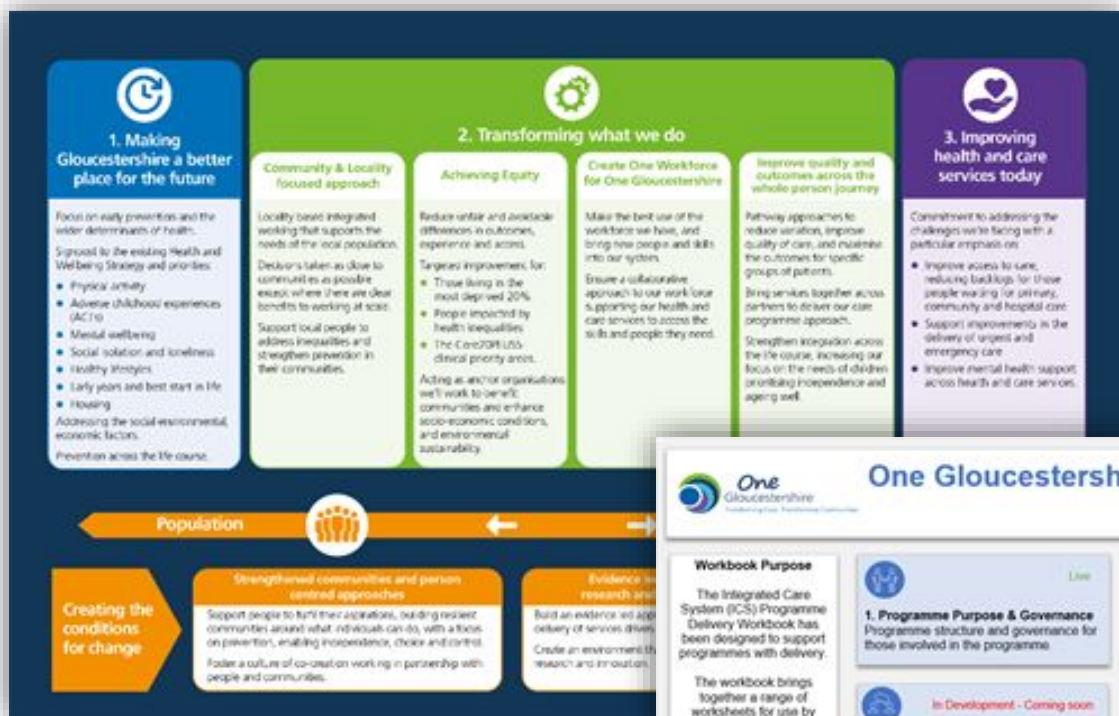 1. Making
Gloucestershire a better
place for the future
Focus on early prevention and the
wider determinants of health.
Signpost to the existing Health and
Wellbeing Strategy and priorities:
Physical activity
Adverse childhood experiences
(ACEs)
Mental wellbeing
Social isolation and loneliness
Healthy lifestyles
Early years and best start in life
Housing
Addressing the social environmental,
economic factors.
Prevention across the life course.
2. Transforming what we do
Community & Locality
focused approach
Locality based integrated
working that supports the
needs of the local population.
Decisions taken as close to
communities as possible
except where there are clear
benefits to working at scale.
Support local people to
address inequalities and
strengthen prevention in
their communities.
Achieving Equity
Reduce unfair and avoidable
differences in outcomes,
experience and access.
Targeted improvement for:
Those living in the
most deprived 20%
People impacted by
health inequalities
The Core20PLUS5
clinical priority areas.
Acting as anchor organisations
we'll work to benefit
communities and enhance
socio-economic conditions,
and environmental
sustainability.
Create One Workforce
for One Gloucestershire
Make the best use of the
workforce we have, and
bring new people and skills
into our system.
Ensure a collaborative
approach to our workforce
supporting our health and
care services to access the
skills and people they need.
Improve quality and
outcomes across the
whole person journey
Pathway approaches to
reduce variation, improve
quality of care, and maximise
the outcomes for specific
groups of patients.
Bring services together across
partners to deliver our care
programme approach.
Strengthen integration across
the life course, increasing our
focus on the needs of children
prioritising independence and
ageing well.
3. Improving
health and care
services today
Commitment to addressing the
challenges we're facing with a
particular emphasis on:
Improve access to care,
reducing backlogs for those
people waiting for primary,
community and hospital care
Support improvements in the
delivery of urgent and
emergency care
Improve mental health support
across health and care services.
Population
Creating the
conditions
for change
Strengthened communities and person
centred approaches
Support people to fulfil their aspirations, building resilient
communities around what individuals can do, with a focus
on prevention, enabling independence, choice and control.
Foster a culture of co-creation working in partnership with
people and communities.
Evidence le
research and
Build an evidence led app
delivery of services driven
Create an environment th
research and innovation.
One
Gloucestershire
Transforming Care, Transforming Communities
One Gloucestersh
Workbook Purpose
The Integrated Care
System (ICS) Programme
Delivery Workbook has
been designed to support
programmes with delivery.
The workbook brings
together a range of
worksheets for use by
Live
1. Programme Purpose & Governance
Programme structure and governance for
those involved in the programme
In Development - Coming soon